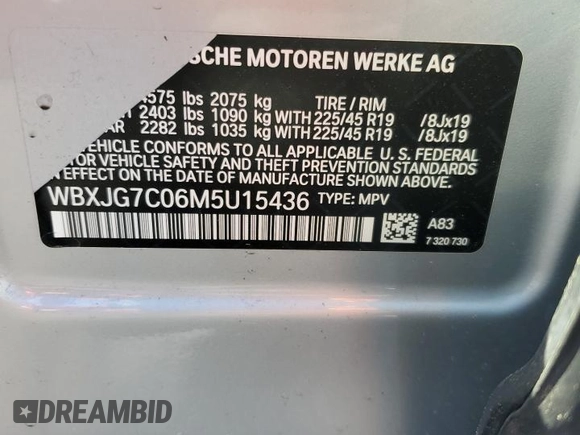 SCHE MOTOREN WERKE AG
4575 lbs 2075 kg TIRE / RIM
2403 lbs 1090 kg WITH 225/45 R19 /8Jx19
2282 lbs 1035 kg WITH 225/45 R19 /8Jx19
VEHICLE CONFORMS TO ALL APPLICABLE U.S. FEDERAL
MOTOR VEHICLE SAFETY AND THEFT PREVENTION STANDARDS
IN EFFECT ON THE DATE OF MANUFACTURE SHOWN ABOVE.
WBXJG7C06M5U15436 TYPE: MPV
A83
7 320 730
DREAMBID